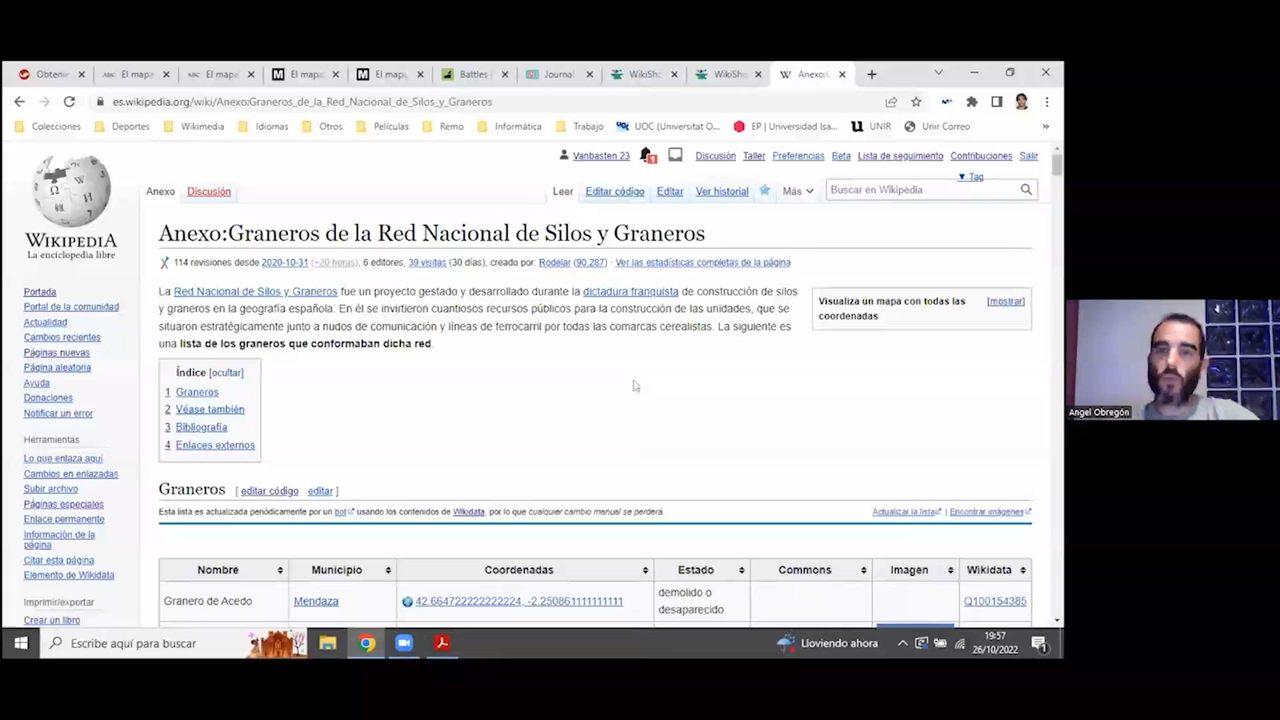 Obtene
El mapa
El mapa
El mapa
El map
Battles
Journal
WikiSho
WikiSho
Anexo:G
es.wikipedia.org/wiki/Anexo:Graneros_de_la_Red_Nacional_de_Silos_y_Graneros
Colecciones Deportes Wikimedia Idiomas Otros Películas Remo Informática Trabajo UOC (Universitat O... EP | Universidad Isa... UNIR Unir Correo »
Vanbasten 23 1 Discusión Taller Preferencias Beta Lista de seguimiento Contribuciones Salir
▼ Tag
Anexo Discusión Leer Editar código Editar Ver historial Más Buscar en Wikipedia
WIKIPEDIA
La enciclopedia libre
Anexo:Graneros de la Red Nacional de Silos y Graneros
114 revisiones desde 2020-10-31 (+20 horas), 6 editores, 39 visitas (30 días), creado por: Rodelar (90.287) · Ver las estadísticas completas de la página
La Red Nacional de Silos y Graneros fue un proyecto gestado y desarrollado durante la dictadura franquista de construcción de silos
y graneros en la geografía española. En él se invirtieron cuantiosos recursos públicos para la construcción de las unidades, que se
situaron estratégicamente junto a nudos de comunicación y líneas de ferrocarril por todas las comarcas cerealistas. La siguiente es
una lista de los graneros que conformaban dicha red.
Visualiza un mapa con todas las [mostrar]
coordenadas
Índice [ocultar]
1 Graneros
2 Véase también
3 Bibliografía
4 Enlaces externos
Portada
Portal de la comunidad
Actualidad
Cambios recientes
Páginas nuevas
Página aleatoria
Ayuda
Donaciones
Notificar un error
Herramientas
Lo que enlaza aquí
Cambios en enlazadas
Subir archivo
Páginas especiales
Enlace permanente
Información de la
página
Citar esta página
Elemento de Wikidata
Imprimir/exportar
Crear un libro
Graneros [ editar código editar ]
Esta lista es actualizada periódicamente por un bot usando los contenidos de Wikidata, por lo que cualquier cambio manual se perderá. Actualizar la lista | Encontrar imágenes
Nombre Municipio Coordenadas Estado Commons Imagen Wikidata
Granero de Acedo Mendaza 42.664722222222224, -2.250861111111111 demolido o Q100154385
desaparecido
Escribe aquí para buscar
Lloviendo ahora
19:57
26/10/2022
1
Angel Obregón